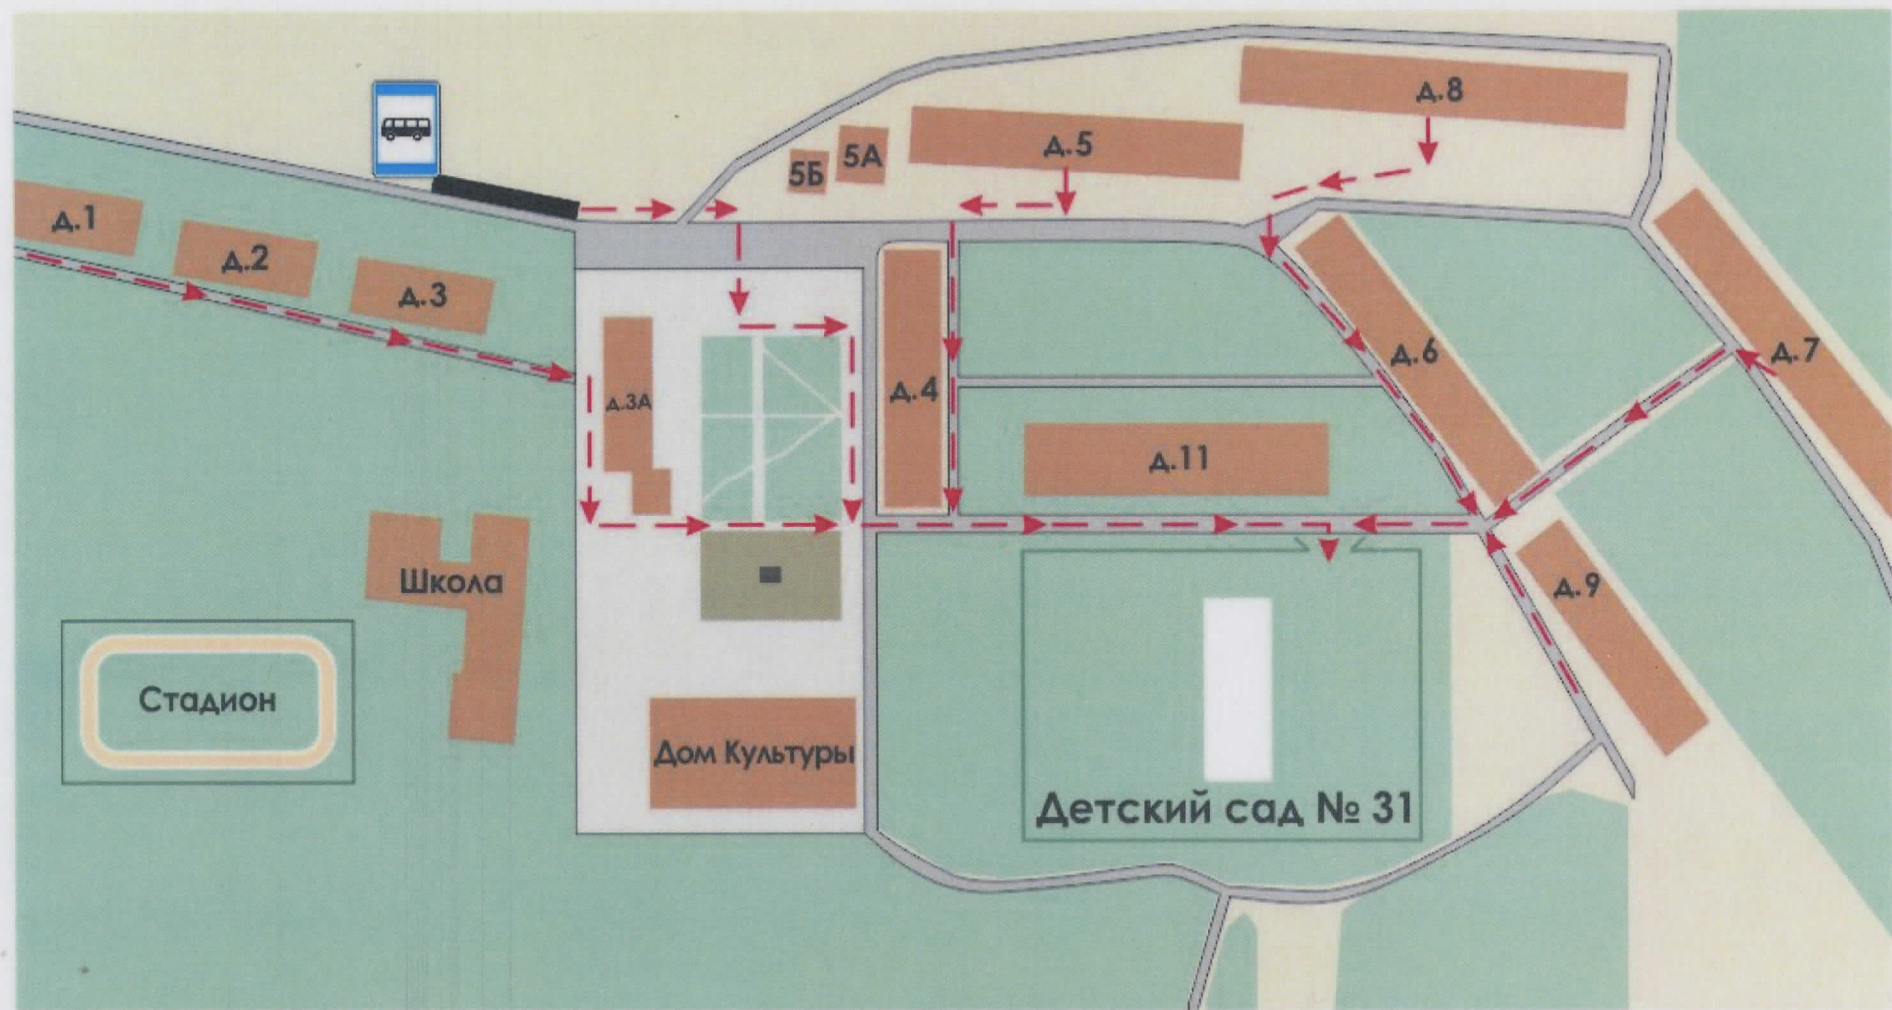 д.8
д.5
5А
5Б
д.1
д.2
д.3
д.6
д.7
д.4
д.3А
д.11
Школа
д.9
Стадион
Дом Культуры
Детский сад № 31